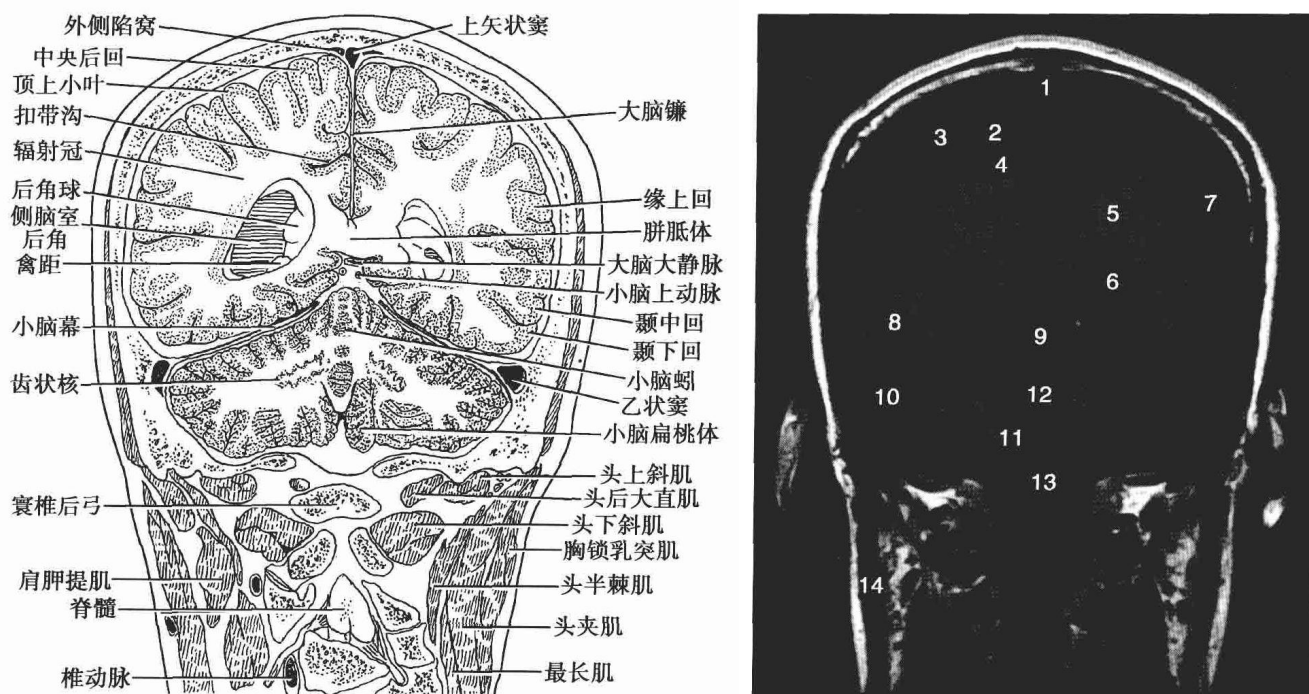 外侧陷窝
中央后回
顶上小叶
扣带沟
辐射冠
后角球
侧脑室
后角
禽距
小脑幕
齿状核
寰椎后弓
肩胛提肌
脊髓
椎动脉
上矢状窦
大脑镰
缘上回
胼胝体
大脑大静脉
小脑上动脉
颞中回
颞下回
小脑蚓
乙状窦
小脑扁桃体
头上斜肌
头后大直肌
头下斜肌
胸锁乳突肌
头半棘肌
头夹肌
最长肌
1
2
3
4
5
6
7
8
9
10
11
12
13
14